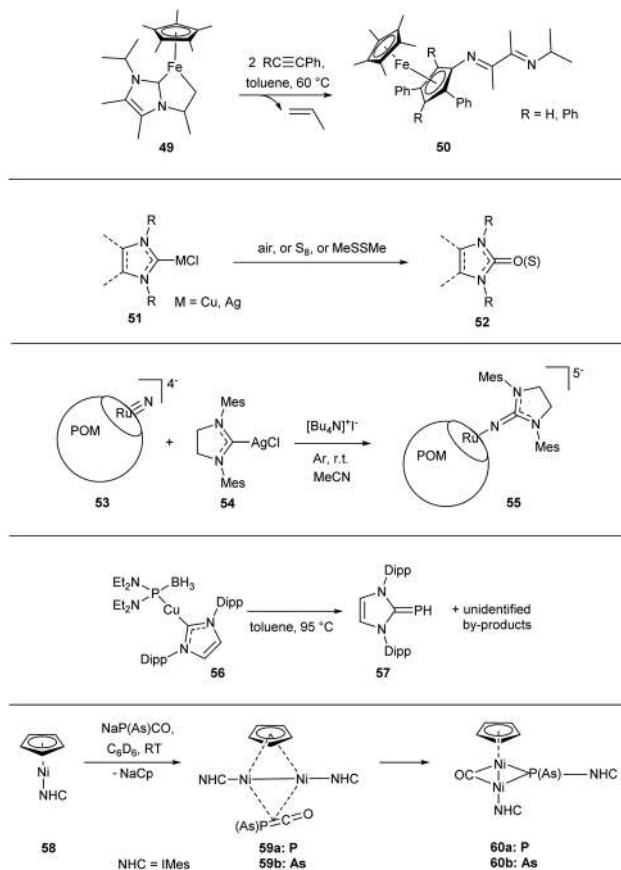 Fe
N
N
2 RC≡CPh,
toluene, 60 °C
49
Fe
R
N
N
Ph
Ph
R
R = H, Ph
50
R
N
MCl
N
R
M = Cu, Ag
51
air, or S8, or MeSSMe
R
N
O(S)
N
R
52
4-
Ru≡N
POM
53
+
Mes
N
AgCl
N
Mes
54
[Bu4N]+I-
Ar, r.t.
MeCN
5-
Mes
N
Ru
N
N
Mes
POM
55
Et2N
BH3
P
Et2N
Cu
Dipp
N
N
Dipp
56
toluene, 95 °C
Dipp
N
PH
N
Dipp
57
+ unidentified
by-products
Ni
NHC
58
NaP(As)CO,
C6D6, RT
- NaCp
NHC Ni Ni NHC
(As)P=C=O
59a: P
59b: As
NHC = IMes
OC
Ni
Ni
P(As) NHC
NHC
60a: P
60b: As